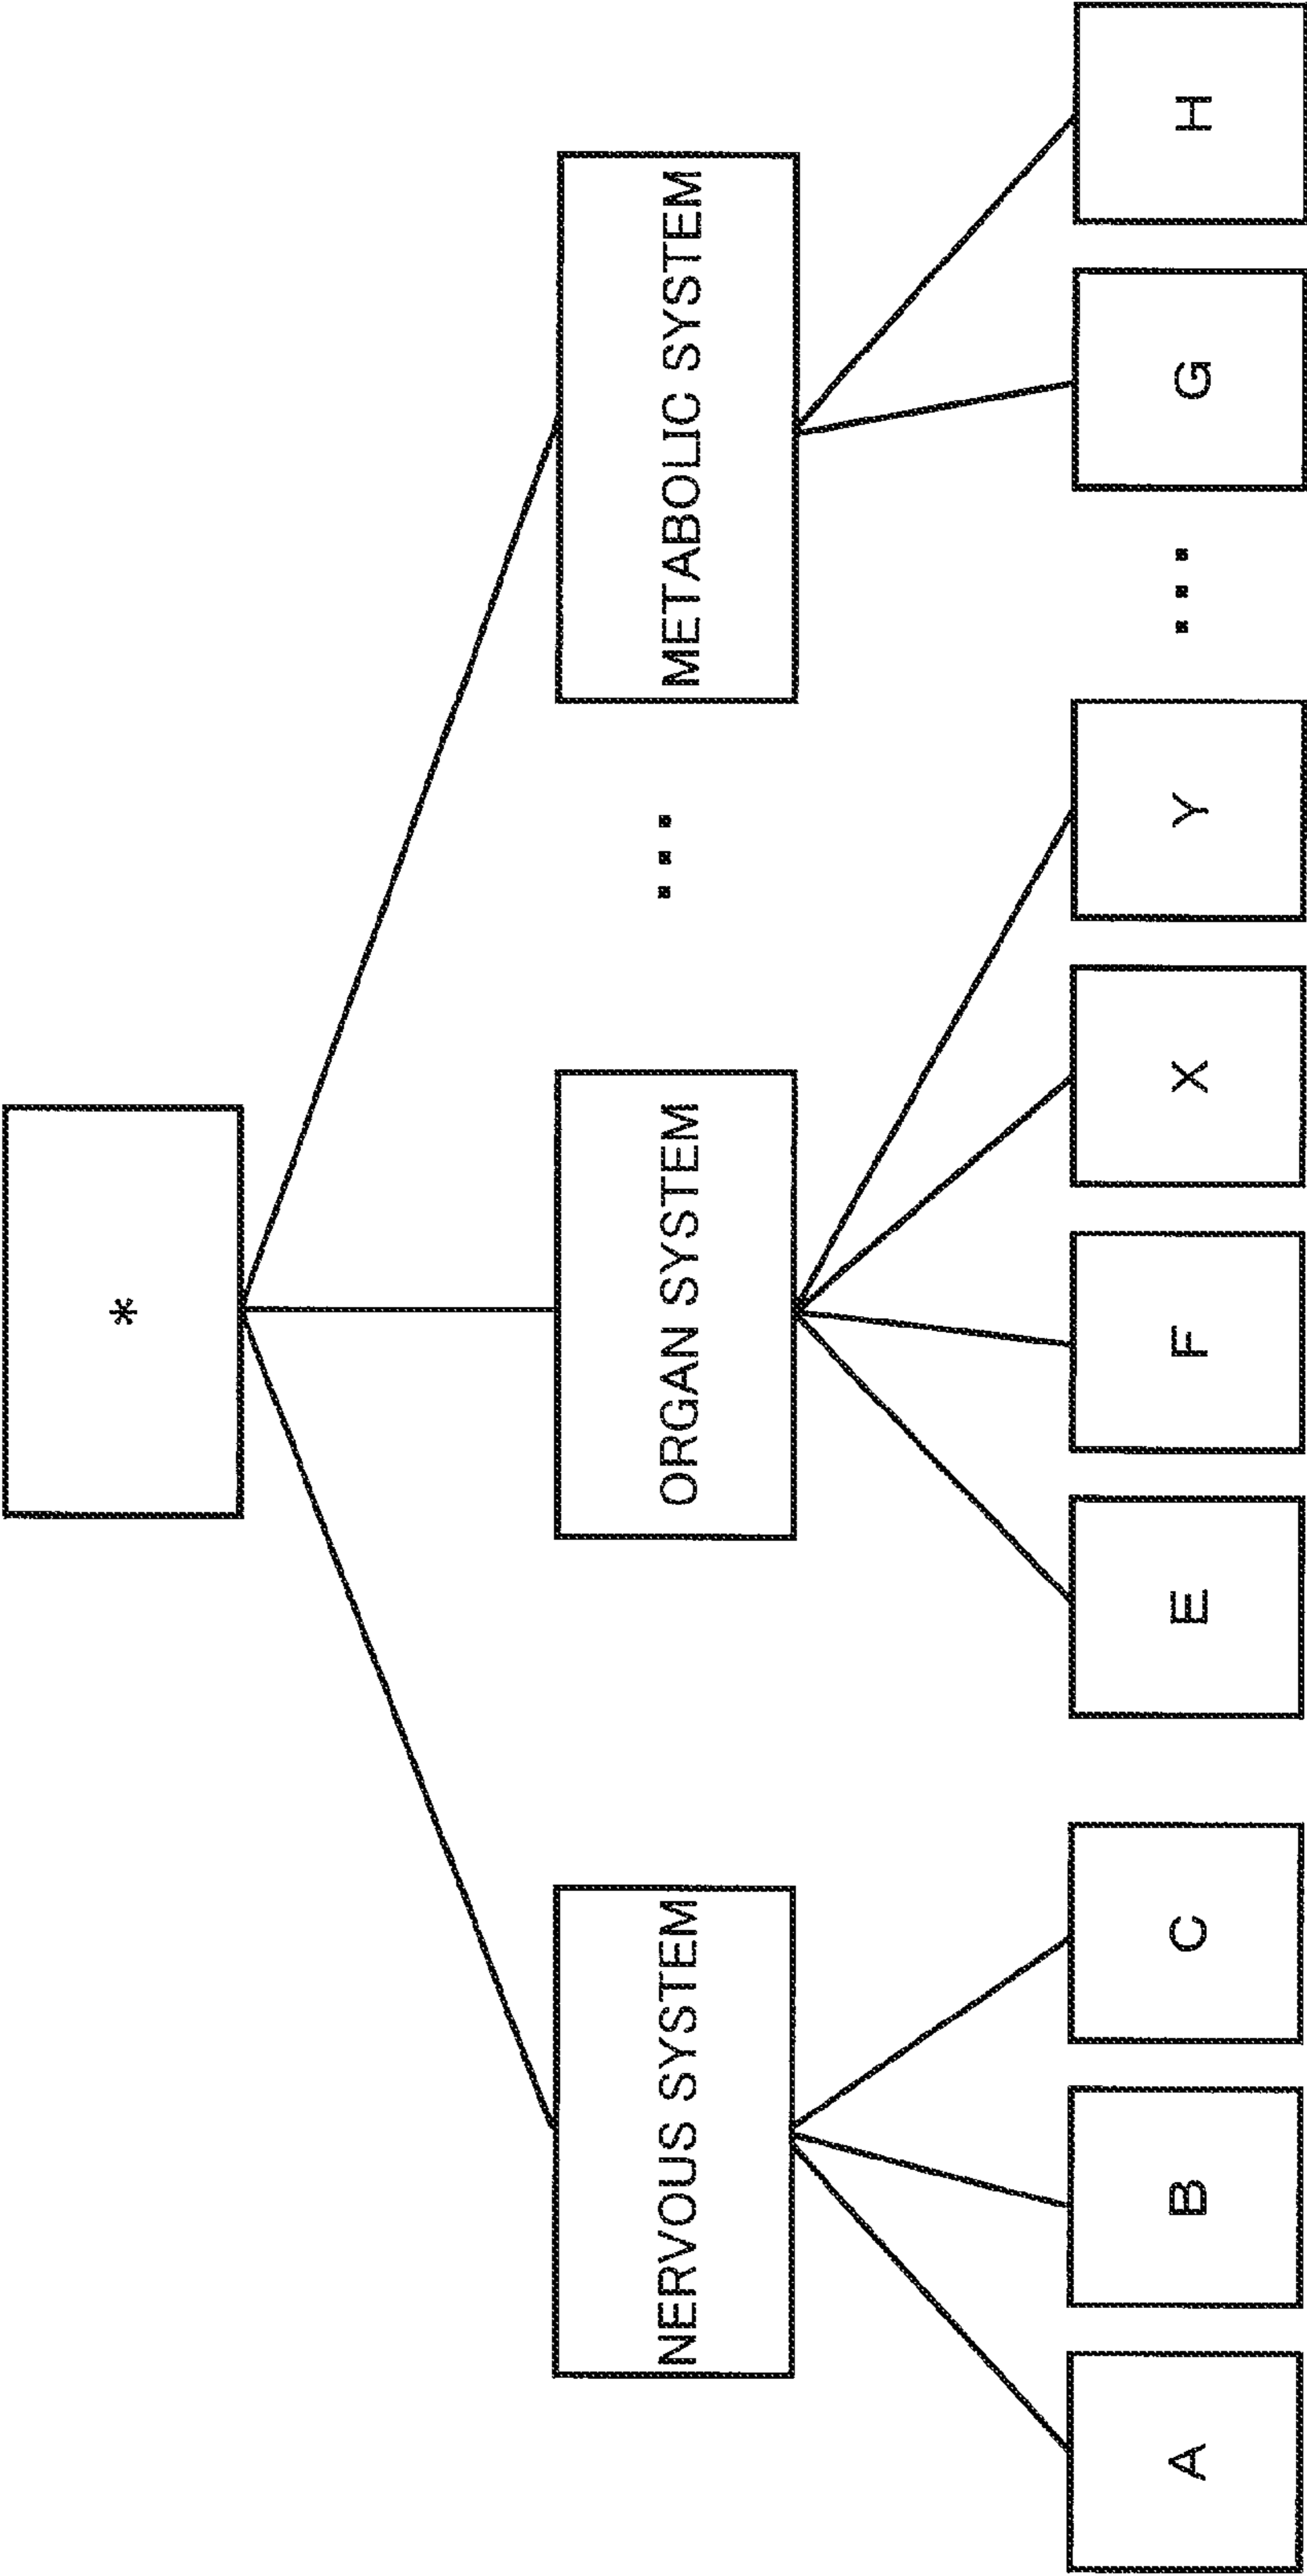 *
NERVOUS SYSTEM
ORGAN SYSTEM
...
METABOLIC SYSTEM
A
B
C
E
F
X
Y
...
G
H